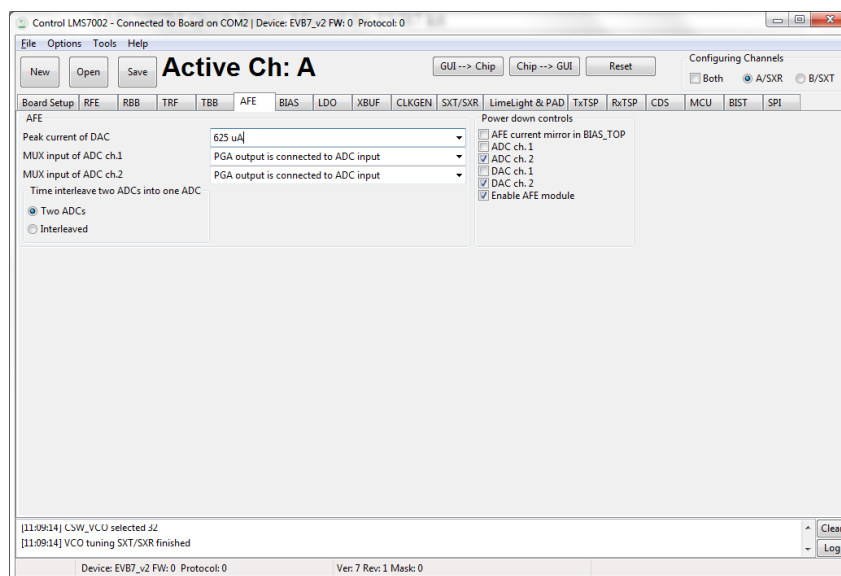 Control LMS7002 - Connected to Board on COM2 | Device: EVB7_v2 FW: 0 Protocol: 0
File Options Tools Help
New Open Save Active Ch: A GUI --> Chip Chip --> GUI Reset Configuring Channels
Both A/SXR B/SXT
Board Setup RFE RBB TRF TBB AFE BIAS LDO XBUF CLKGEN SXT/SXR LimeLight & PAD TxTSP RxTSP CDS MCU BIST SPI
AFE
Peak current of DAC 625 uA
MUX input of ADC ch.1 PGA output is connected to ADC input
MUX input of ADC ch.2 PGA output is connected to ADC input
Time interleave two ADCs into one ADC
Two ADCs
Interleaved
Power down controls
AFE current mirror in BIAS_TOP
ADC ch. 1
ADC ch. 2
DAC ch. 1
DAC ch. 2
Enable AFE module
[11:09:14] CSW_VCO selected 32
[11:09:14] VCO tuning SXT/SXR finished
Clear
Log
Device: EVB7_v2 FW: 0 Protocol: 0 Ver: 7 Rev: 1 Mask: 0